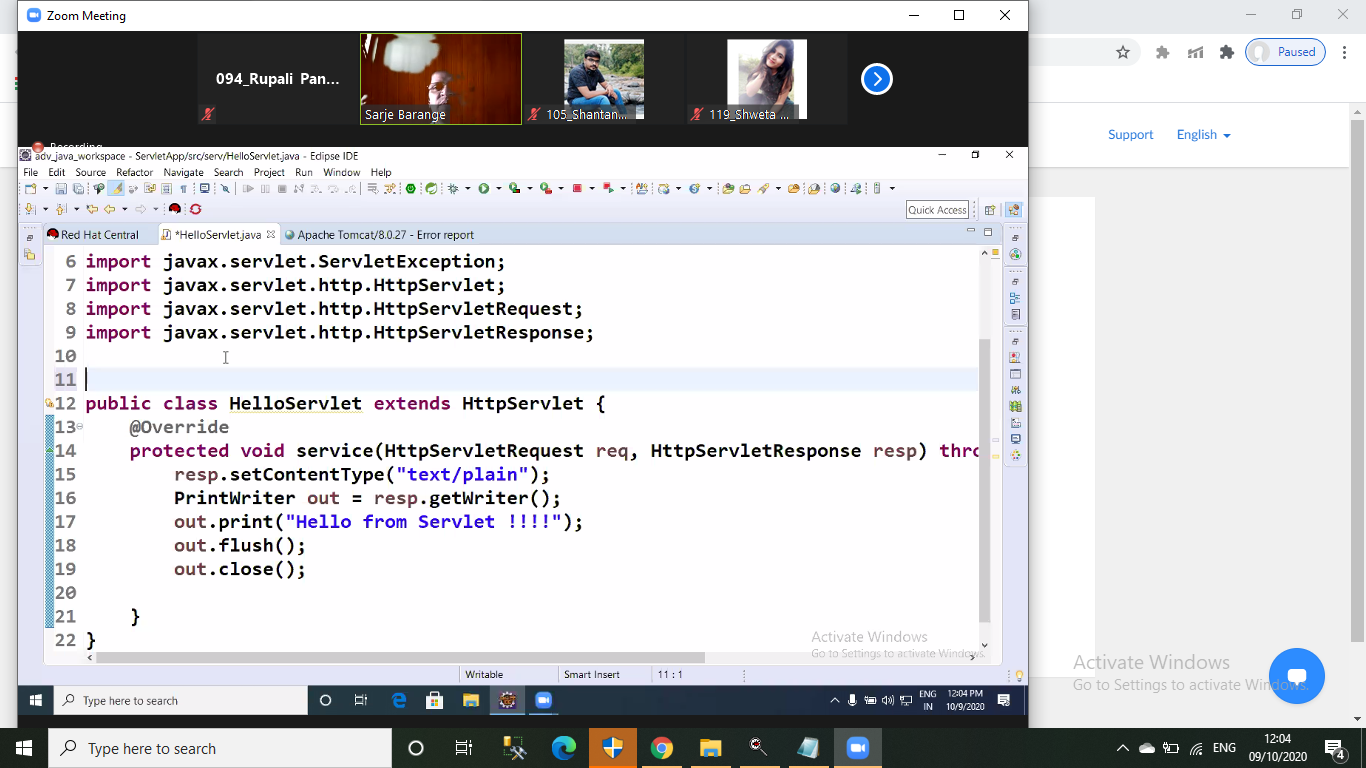 Zoom Meeting
Paused
094_Rupali Pan...
Sarje Barange
105_Shantan...
119_Shweta ...
Recording
Support English
adv_java_workspace - ServletApp/src/serv/HelloServlet.java - Eclipse IDE
File Edit Source Refactor Navigate Search Project Run Window Help
Quick Access
Red Hat Central *HelloServlet.java Apache Tomcat/8.0.27 - Error report
6 import javax.servlet.ServletException;
7 import javax.servlet.http.HttpServlet;
8 import javax.servlet.http.HttpServletRequest;
9 import javax.servlet.http.HttpServletResponse;
10
11
12 public class HelloServlet extends HttpServlet {
13 @Override
14 protected void service(HttpServletRequest req, HttpServletResponse resp) thro
15 resp.setContentType("text/plain");
16 PrintWriter out = resp.getWriter();
17 out.print("Hello from Servlet !!!!");
18 out.flush();
19 out.close();
20
21 }
22 }
Activate Windows
Go to Settings to activate Windows.
Writable Smart Insert 11 : 1
Activate Windows
Go to Settings to activate Windows.
Type here to search
ENG
IN
12:04 PM
10/9/2020
Type here to search
ENG
12:04
09/10/2020
4